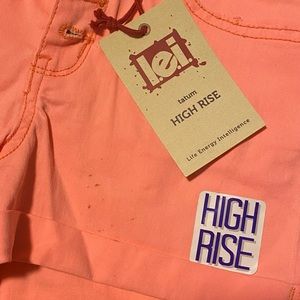 l.e.i.
tatum
HIGH RISE
Life Energy Intelligence
HIGH
RISE